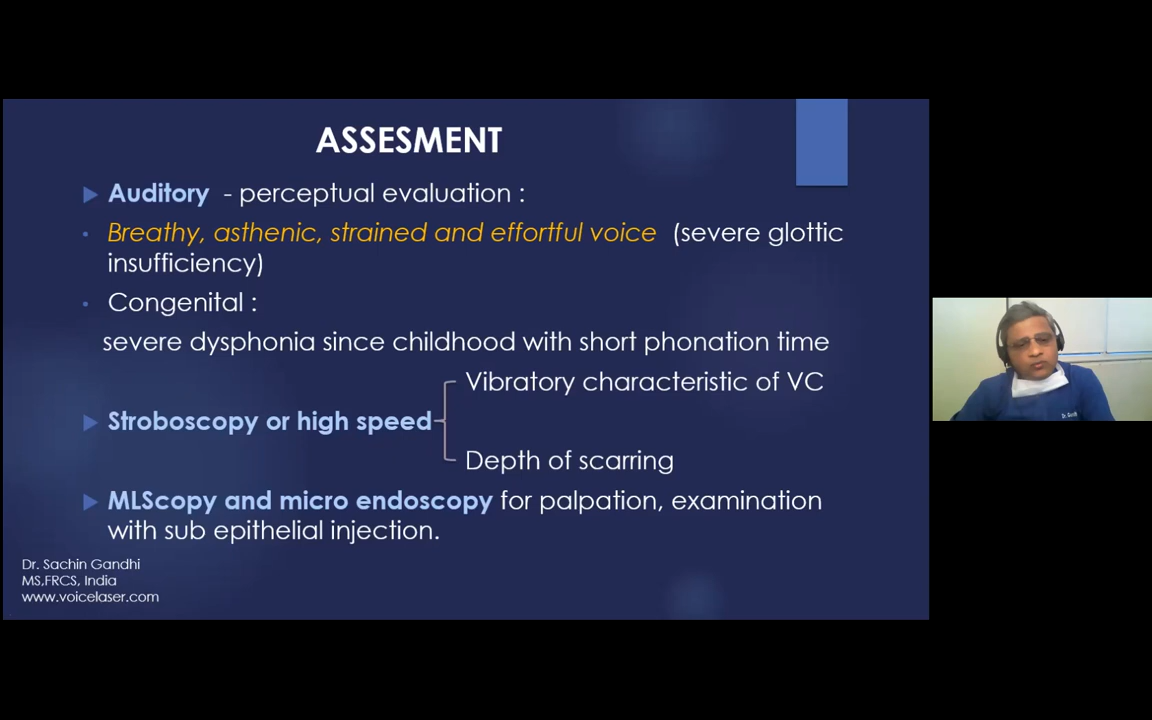 ASSESMENT
Auditory - perceptual evaluation :
Breathy, asthenic, strained and effortful voice (severe glottic
insufficiency)
Congenital :
severe dysphonia since childhood with short phonation time
Vibratory characteristic of VC
Stroboscopy or high speed
Depth of scarring
MLScopy and micro endoscopy for palpation, examination
with sub epithelial injection.
Dr. Sachin Gandhi
MS,FRCS, India
www.voicelaser.com